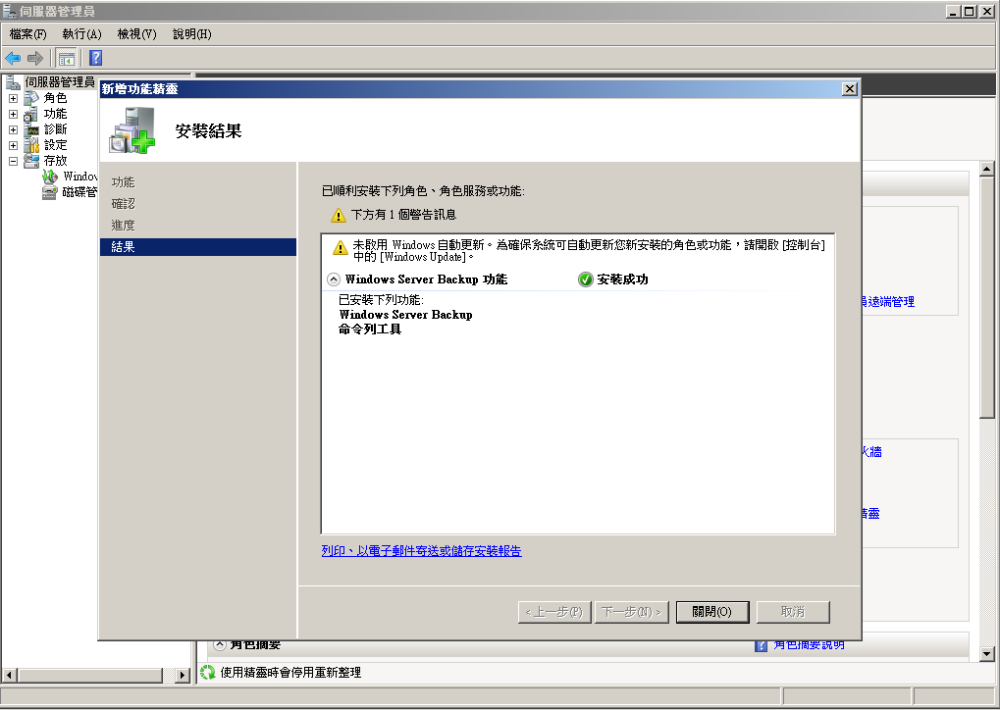 伺服器管理員
檔案(F) 執行(A) 檢視(V) 說明(H)
伺服器管理員
角色
功能
診斷
設定
存放
Window
磁碟管
新增功能精靈
安裝結果
功能
確認
進度
結果
已順利安裝下列角色、角色服務或功能:
下方有 1 個警告訊息
未啟用 Windows 自動更新。為確保系統可自動更新您新安裝的角色或功能，請開啟 [控制台]
中的 [Windows Update]。
Windows Server Backup 功能 安裝成功
已安裝下列功能:
Windows Server Backup
命令列工具
列印、以電子郵件寄送或儲存安裝報告
< 上一步(P) 下一步(N) > 關閉(O) 取消
員遠端管理
火牆
精靈
角色摘要 角色摘要說明
使用精靈時會停用重新整理